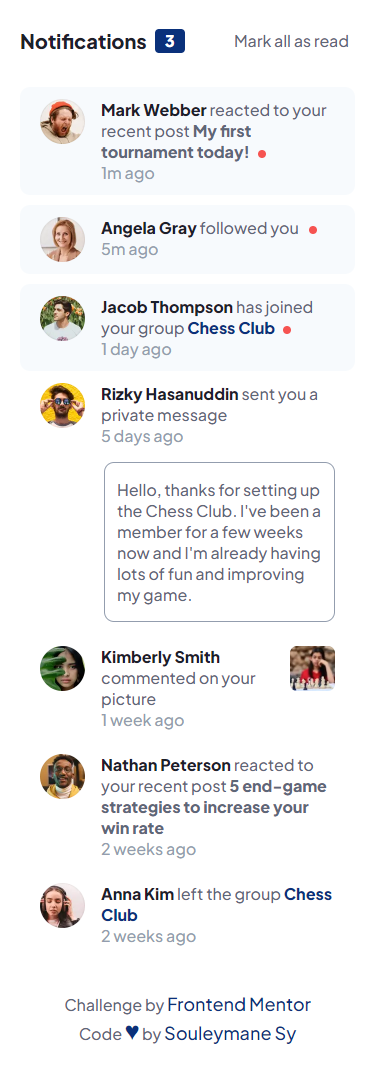 Notifications 3 Mark all as read
Mark Webber reacted to your
recent post My first
tournament today!
1m ago
Angela Gray followed you
5m ago
Jacob Thompson has joined
your group Chess Club
1 day ago
Rizky Hasanuddin sent you a
private message
5 days ago
Hello, thanks for setting up
the Chess Club. I've been a
member for a few weeks
now and I'm already having
lots of fun and improving
my game.
Kimberly Smith
commented on your
picture
1 week ago
Nathan Peterson reacted to
your recent post 5 end-game
strategies to increase your
win rate
2 weeks ago
Anna Kim left the group Chess
Club
2 weeks ago
Challenge by Frontend Mentor
Code ♥ by Souleymane Sy